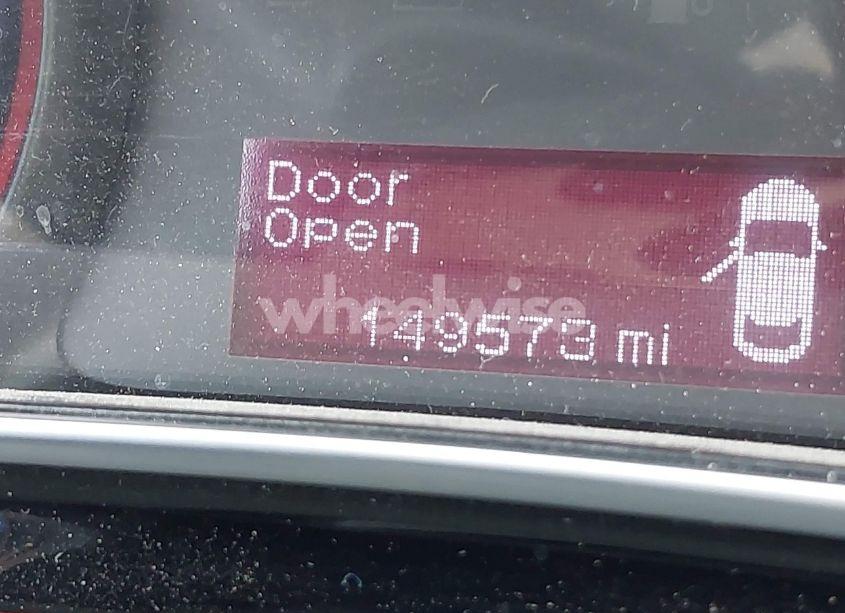 Door
Open
wheelwise
149573 mi